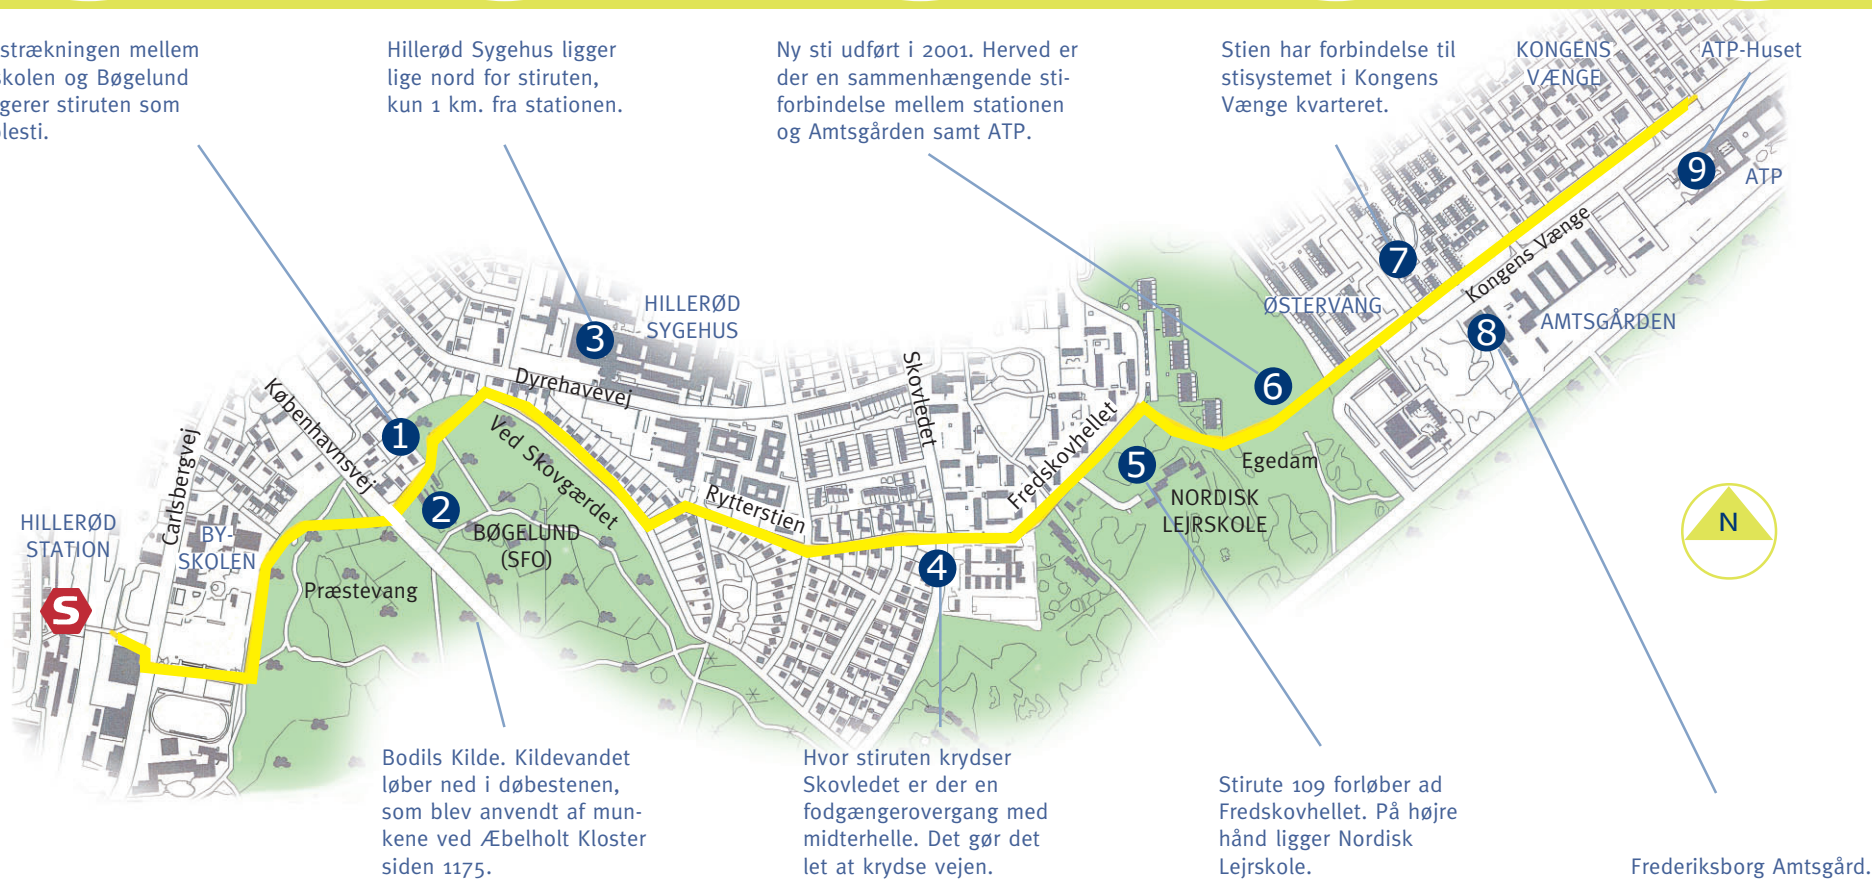 strækningen mellem
skolen og Bøgelund
gerer stiruten som
lesti.
Hillerød Sygehus ligger
lige nord for stiruten,
kun 1 km. fra stationen.
Ny sti udført i 2001. Herved er
der en sammenhængende sti-
forbindelse mellem stationen
og Amtsgården samt ATP.
Stien har forbindelse til
stisystemet i Kongens
Vænge kvarteret.
KONGENS
VÆNGE
ATP-Huset
9
ATP
7
Kongens Vænge
ØSTERVANG
8
AMTSGÅRDEN
HILLERØD
SYGEHUS
3
Dyrehavevej
Skovledet
6
Københavnsvej
1
Carlsbergvej
Ved Skovgærdet
Fredskovhellet
5
Egedam
NORDISK
LEJRSKOLE
2
Rytterstien
BØGELUND
(SFO)
HILLERØD
STATION
BY-
SKOLEN
N
4
Præstevang
S
Bodils Kilde. Kildevandet
løber ned i døbestenen,
som blev anvendt af mun-
kene ved Æbelholt Kloster
siden 1175.
Hvor stiruten krydser
Skovledet er der en
fodgængerovergang med
midterhelle. Det gør det
let at krydse vejen.
Stirute 109 forløber ad
Fredskovhellet. På højre
hånd ligger Nordisk
Lejrskole.
Frederiksborg Amtsgård.